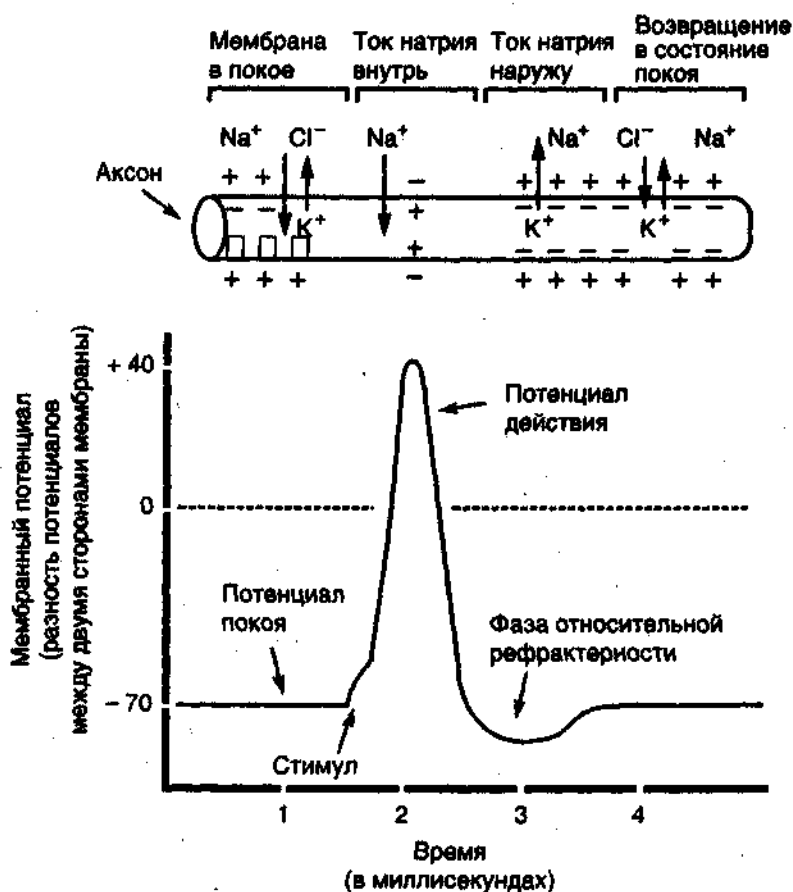 Мембрана
в покое
Ток натрия
внутрь
Ток натрия
наружу
Возвращение
в состояние
покоя
Na⁺ Cl⁻ Na⁺ Na⁺ Cl⁻ Na⁺
Аксон
+ + − + + + + + +
− − K⁺ + − − K⁺ − − K⁺ − −
+ − − − − − −
+ + + − + + + + + +
Мембранный потенциал
(разность потенциалов
между двумя сторонами мембраны)
+ 40
0
− 70
Потенциал
действия
Потенциал
покоя
Фаза относительной
рефрактерности
Стимул
1 2 3 4
Время
(в миллисекундах)